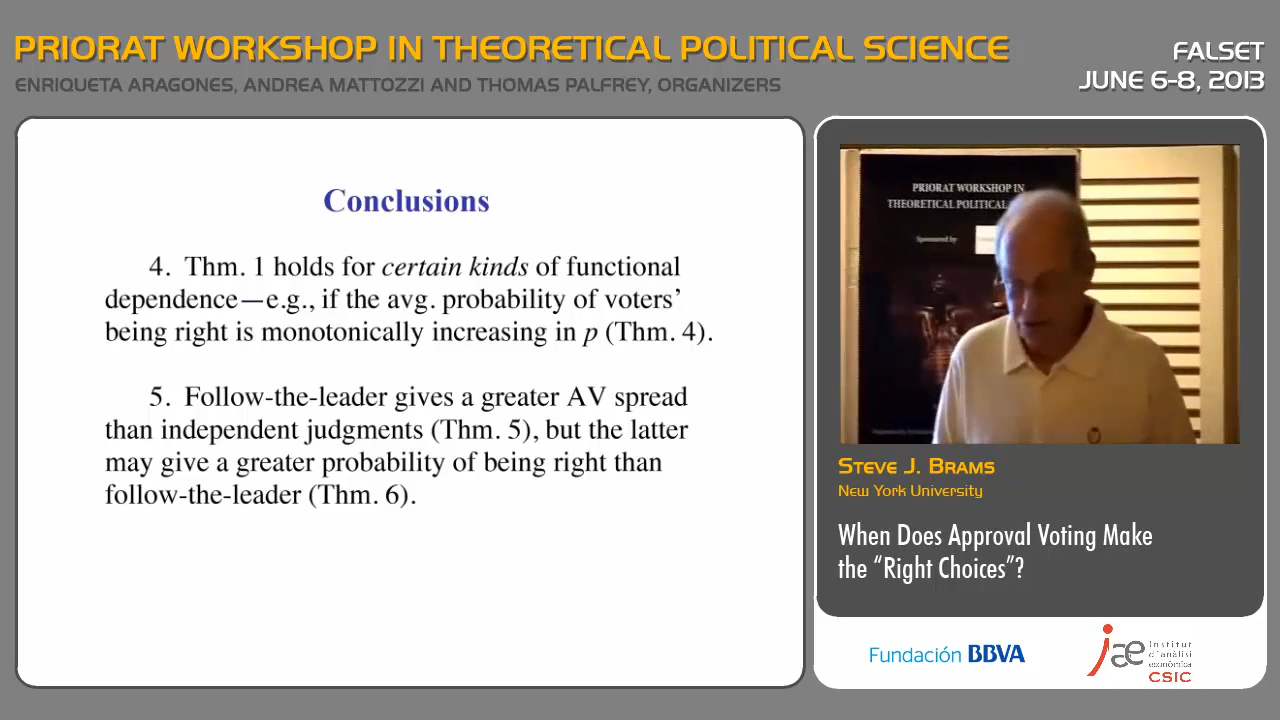 PRIORAT WORKSHOP IN THEORETICAL POLITICAL SCIENCE
ENRIQUETA ARAGONES, ANDREA MATTOZZI AND THOMAS PALFREY, ORGANIZERS
FALSET
JUNE 6-8, 2013
Conclusions
4. Thm. 1 holds for certain kinds of functional
dependence—e.g., if the avg. probability of voters’
being right is monotonically increasing in p (Thm. 4).
5. Follow-the-leader gives a greater AV spread
than independent judgments (Thm. 5), but the latter
may give a greater probability of being right than
follow-the-leader (Thm. 6).
PRIORAT WORKSHOP IN
THEORETICAL POLITICAL
Sponsored by
Steve J. Brams
New York University
When Does Approval Voting Make
the “Right Choices”?
Fundación BBVA
iae
Institut
d'anàlisi
econòmica
CSIC